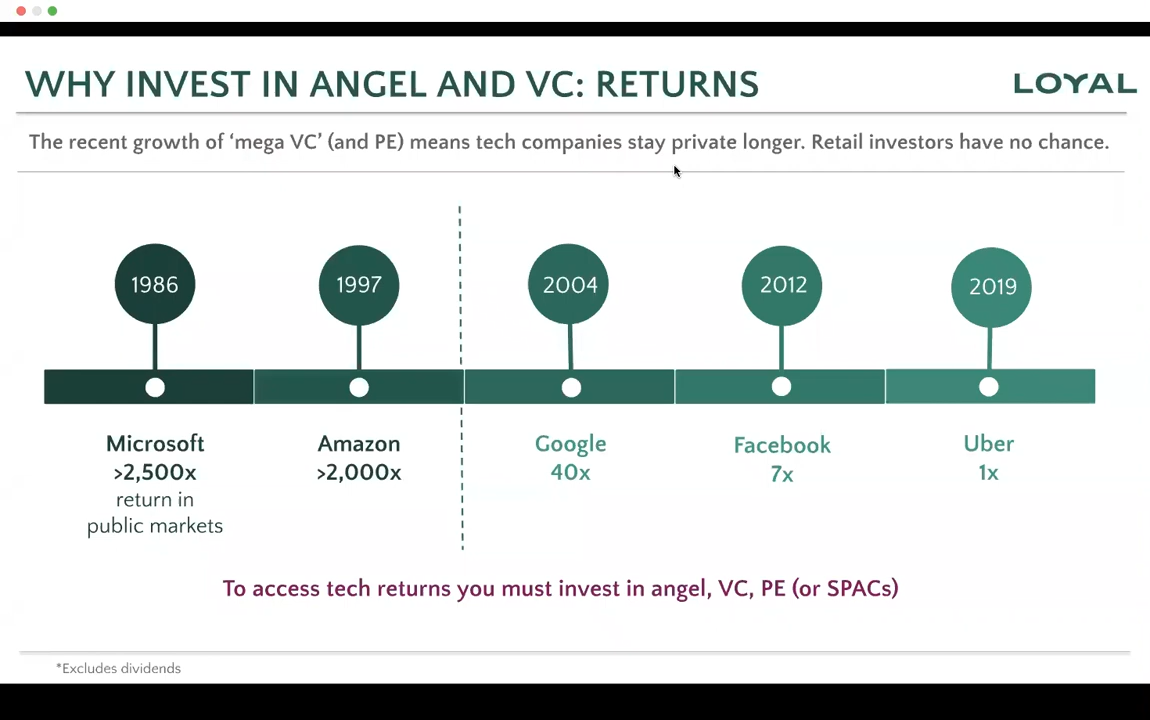 WHY INVEST IN ANGEL AND VC: RETURNS
LOYAL
The recent growth of ‘mega VC’ (and PE) means tech companies stay private longer. Retail investors have no chance.
1986
1997
2004
2012
2019
Microsoft
>2,500x
return in
public markets
Amazon
>2,000x
Google
40x
Facebook
7x
Uber
1x
To access tech returns you must invest in angel, VC, PE (or SPACs)
*Excludes dividends